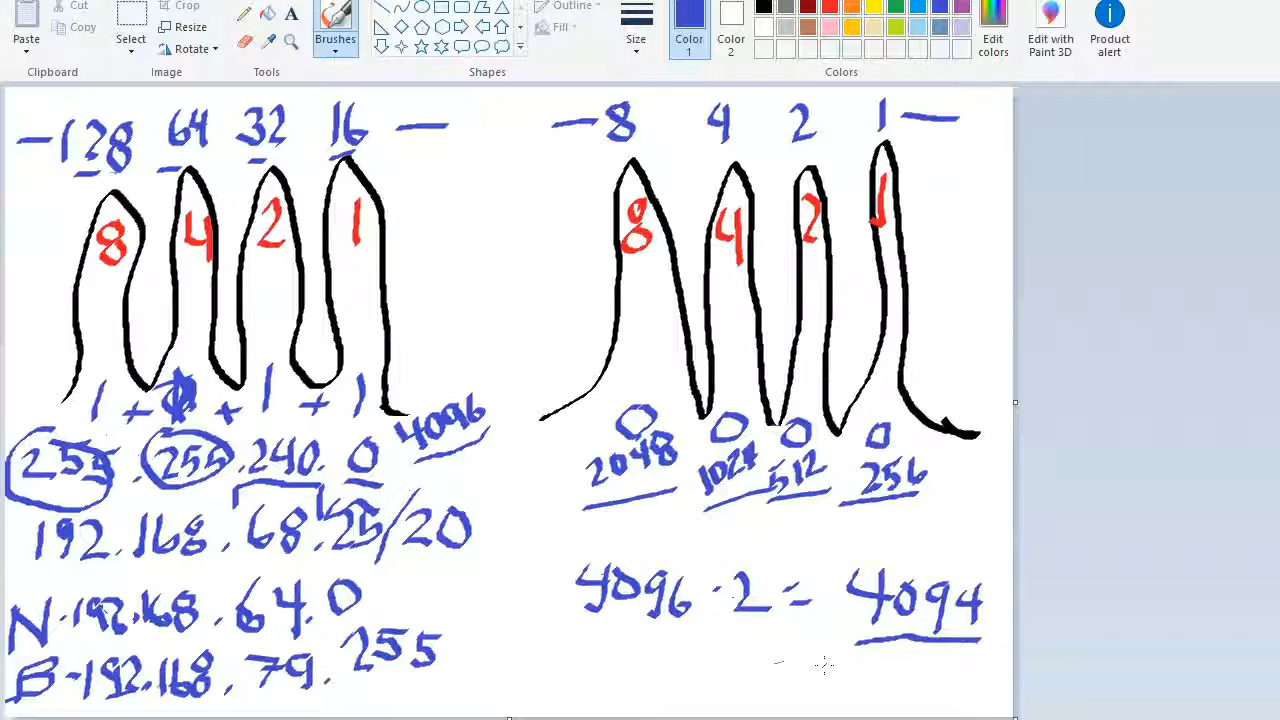 Cut
Copy
Paste
Clipboard
Crop
Resize
Rotate
Image
A
Tools
Brushes
Outline
Fill
Shapes
Size
Color 1
Color 2
Edit colors
Colors
Edit with Paint 3D
Product alert
-128 64 32 16 -
8 4 2 1
1 + 1 + 1 + 1
255.255.240.0
4096
192.168.68.25/20
N-192.168.64.0
B-192.168.79.255
-8 4 2 1-
8 4 2 1
0 0 0 0
2048 1024 512 256
4096-2=4094